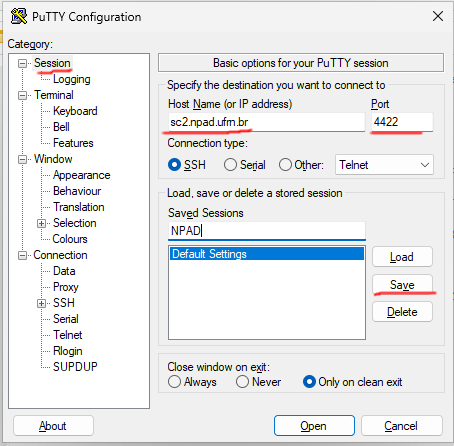 PuTTY Configuration
Category:
Session
Logging
Terminal
Keyboard
Bell
Features
Window
Appearance
Behaviour
Translation
Selection
Colours
Connection
Data
Proxy
SSH
Serial
Telnet
Rlogin
SUPDUP
Basic options for your PuTTY session
Specify the destination you want to connect to
Host Name (or IP address) Port
sc2.npad.ufrn.br 4422
Connection type:
SSH Serial Other: Telnet
Load, save or delete a stored session
Saved Sessions
NPAD
Default Settings
Load
Save
Delete
Close window on exit:
Always Never Only on clean exit
About Open Cancel